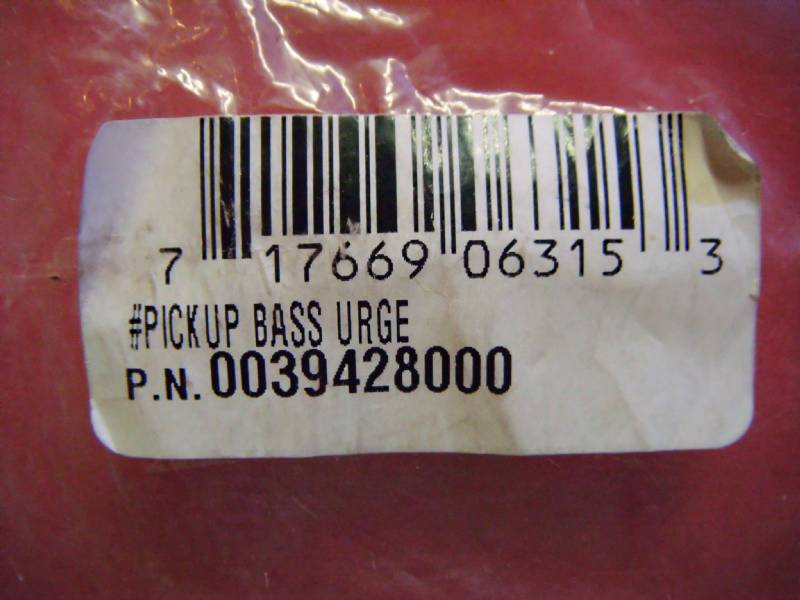 7 17669 06315 3
#PICKUP BASS URGE
P.N. 0039428000